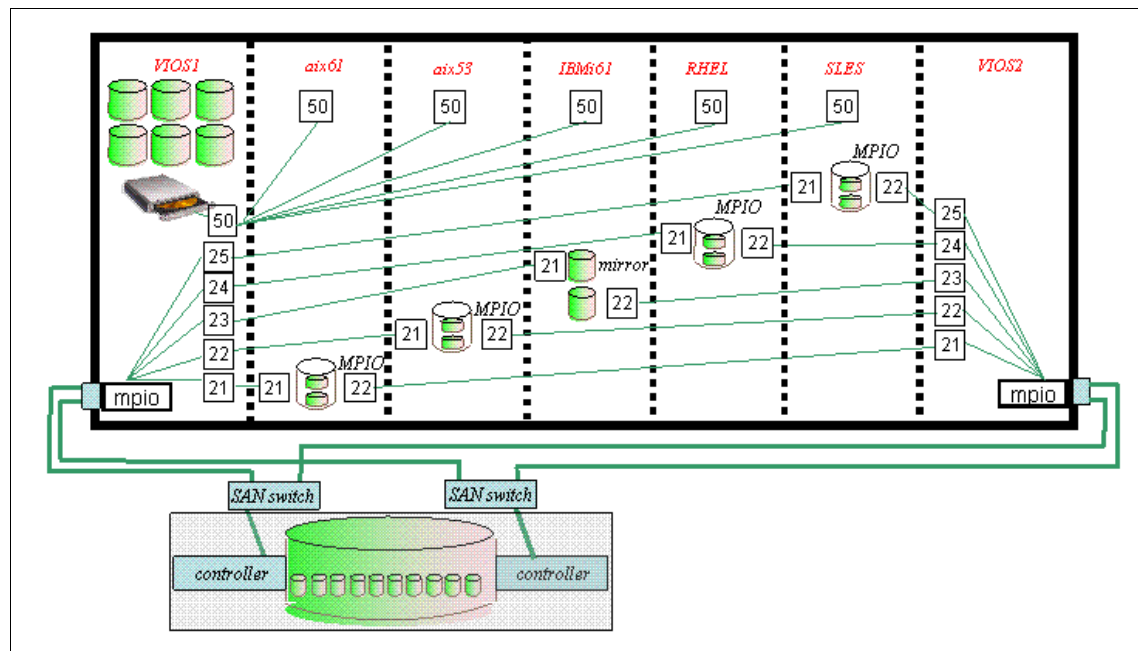 VIOS1 aix61 aix53 IBMi61 RHEL SLES VIOS2
50 50 50 50 50
MPIO
21 22
50 25
MPIO
25 21 22 24
21 mirror
24 23
23 22
MPIO
22 21 22 22
21
MPIO
21 21 22
mpio mpio
SAN switch SAN switch
controller controller